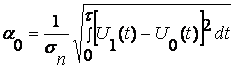 α₀ = 1/σₙ √∫₀^τ [U₁(t) − U₀(t)]² dt